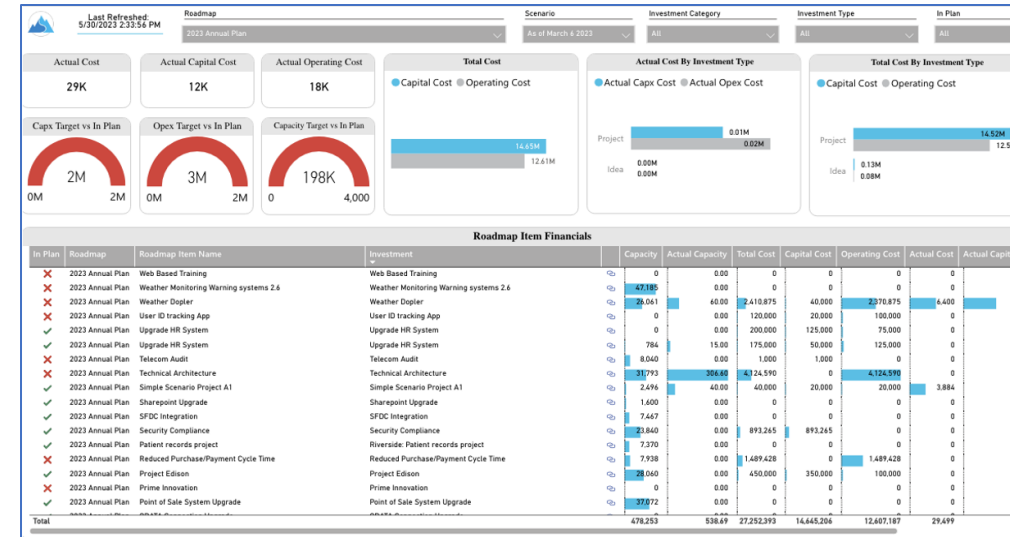 Last Refreshed:
5/30/2023 2:33:56 PM
Roadmap
2023 Annual Plan
Scenario
As of March 6 2023
Investment Category
All
Investment Type
All
In Plan
All
Actual Cost
29K
Actual Capital Cost
12K
Actual Operating Cost
18K
Capx Target vs In Plan
2M
0M 2M
Opex Target vs In Plan
3M
0M 2M
Capacity Target vs In Plan
198K
0 4,000
Total Cost
Capital Cost Operating Cost
14.65M
12.61M
Actual Cost By Investment Type
Actual Capx Cost Actual Opex Cost
Project 0.01M
0.02M
Idea 0.00M
0.00M
Total Cost By Investment Type
Capital Cost Operating Cost
Project 14.52M
12.5
Idea 0.13M
0.08M
Roadmap Item Financials
In Plan Roadmap Roadmap Item Name Investment Capacity Actual Capacity Total Cost Capital Cost Operating Cost Actual Cost Actual Capit
2023 Annual Plan Web Based Training Web Based Training 0 0.00 0 0 0 0
2023 Annual Plan Weather Monitoring Warning systems 2.6 Weather Monitoring Warning systems 2.6 47,185 0.00 0 0 0 0
2023 Annual Plan Weather Dopler Weather Dopler 26,061 60.00 2,410,875 40,000 2,370,875 6,400
2023 Annual Plan User ID tracking App User ID tracking App 0 0.00 120,000 20,000 100,000 0
2023 Annual Plan Upgrade HR System Upgrade HR System 0 0.00 200,000 125,000 75,000 0
2023 Annual Plan Upgrade HR System Upgrade HR System 784 15.00 175,000 50,000 125,000 0
2023 Annual Plan Telecom Audit Telecom Audit 8,040 0.00 1,000 1,000 0 0
2023 Annual Plan Technical Architecture Technical Architecture 31,793 306.60 4,124,590 0 4,124,590 0
2023 Annual Plan Simple Scenario Project A1 Simple Scenario Project A1 2,496 40.00 40,000 20,000 20,000 3,884
2023 Annual Plan Sharepoint Upgrade Sharepoint Upgrade 1,600 0.00 0 0 0 0
2023 Annual Plan SFDC Integration SFDC Integration 7,467 0.00 0 0 0 0
2023 Annual Plan Security Compliance Security Compliance 23,840 0.00 893,265 893,265 0 0
2023 Annual Plan Patient records project Riverside: Patient records project 7,370 0.00 0 0 0 0
2023 Annual Plan Reduced Purchase/Payment Cycle Time Reduced Purchase/Payment Cycle Time 7,938 0.00 1,489,428 0 1,489,428 0
2023 Annual Plan Project Edison Project Edison 28,060 0.00 450,000 350,000 100,000 0
2023 Annual Plan Prime Innovation Prime Innovation 0 0.00 0 0 0 0
2023 Annual Plan Point of Sale System Upgrade Point of Sale System Upgrade 37,072 0.00 0 0 0 0
Total 478,253 538.69 27,252,393 14,645,206 12,607,187 29,499